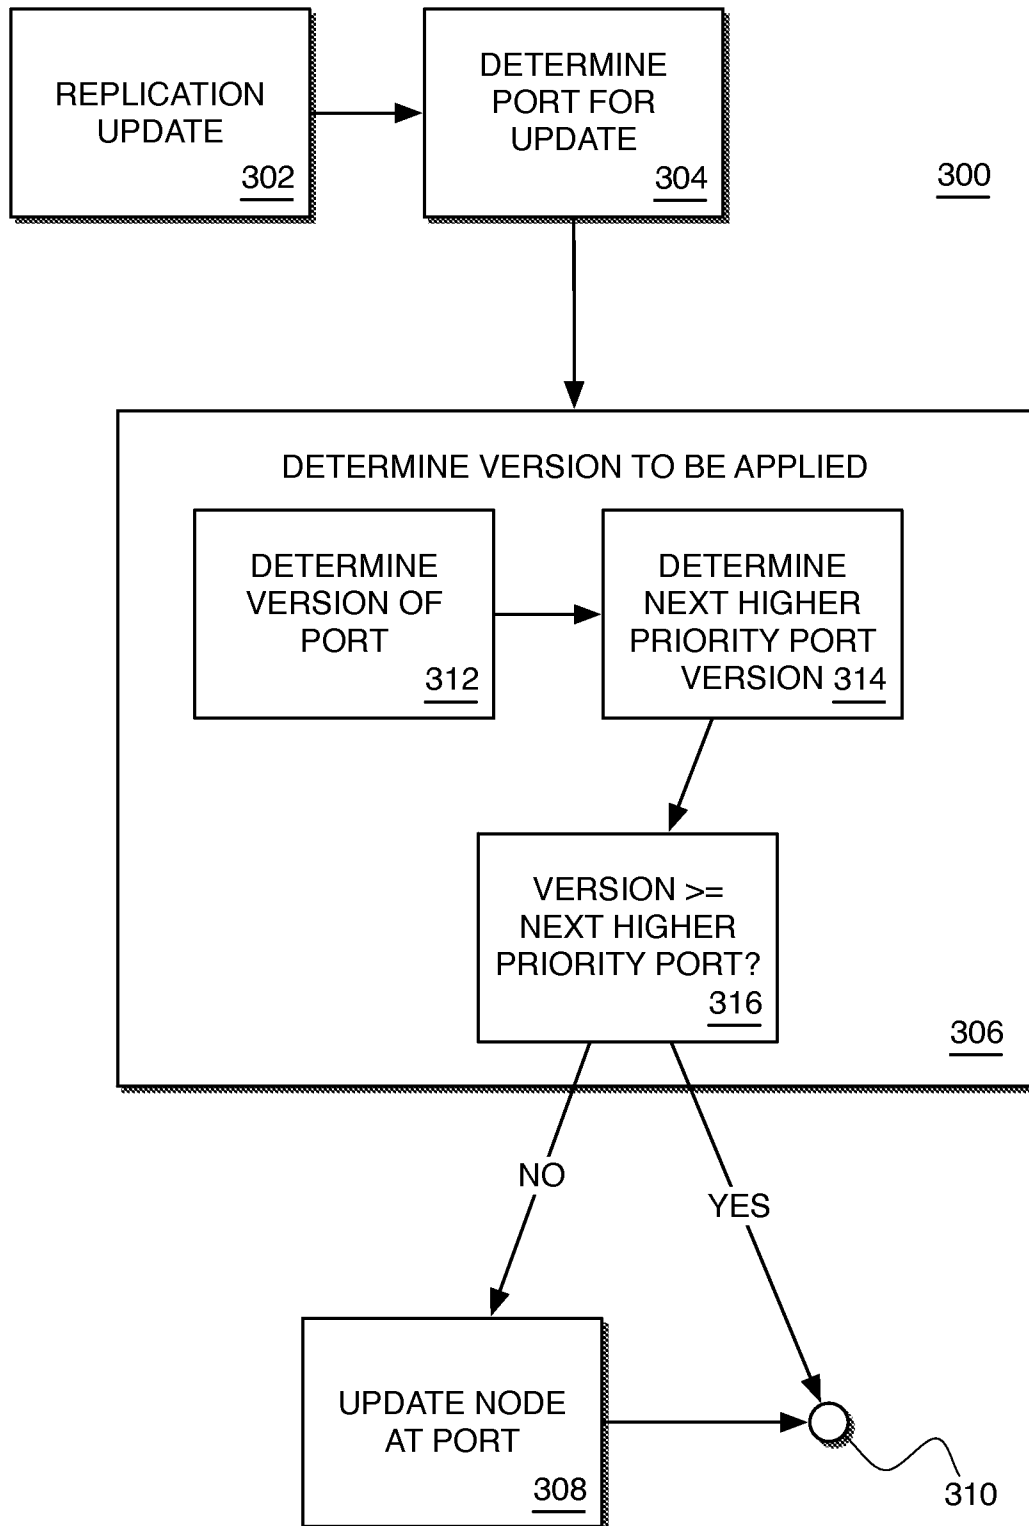 REPLICATION
UPDATE
302
DETERMINE
PORT FOR
UPDATE
304
300
DETERMINE VERSION TO BE APPLIED
DETERMINE
VERSION OF
PORT
312
DETERMINE
NEXT HIGHER
PRIORITY PORT
VERSION 314
VERSION >=
NEXT HIGHER
PRIORITY PORT?
316
306
NO
YES
UPDATE NODE
AT PORT
308
310